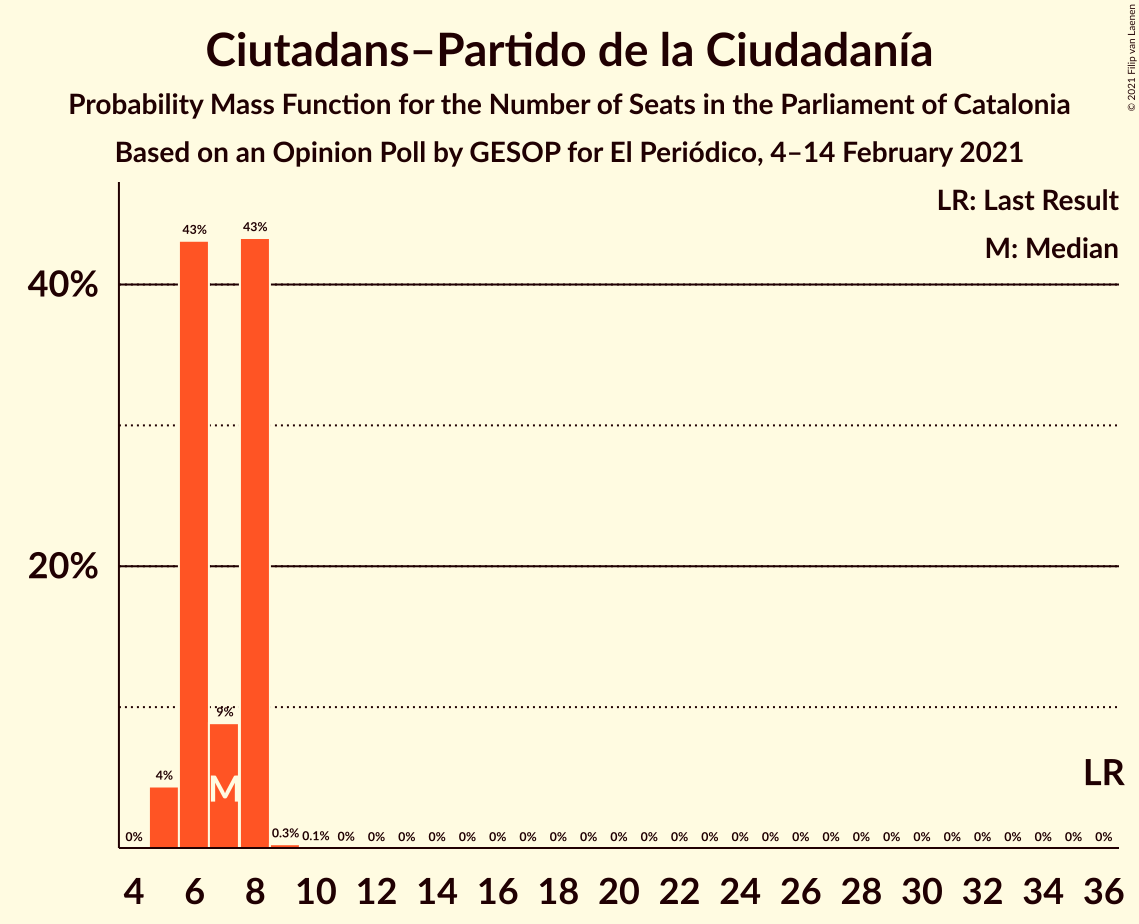 Ciutadans–Partido de la Ciudadanía
Probability Mass Function for the Number of Seats in the Parliament of Catalonia
Based on an Opinion Poll by GESOP for El Periódico, 4–14 February 2021
© 2021 Filip van Laenen
LR: Last Result
M: Median
40%
20%
0% 4% 43% 9% 43% 0.3% 0.1% 0% 0% 0% 0% 0% 0% 0% 0% 0% 0% 0% 0% 0% 0% 0% 0% 0% 0% 0% 0% 0% 0% 0% 0% 0% 0%
M
LR
4 6 8 10 12 14 16 18 20 22 24 26 28 30 32 34 36